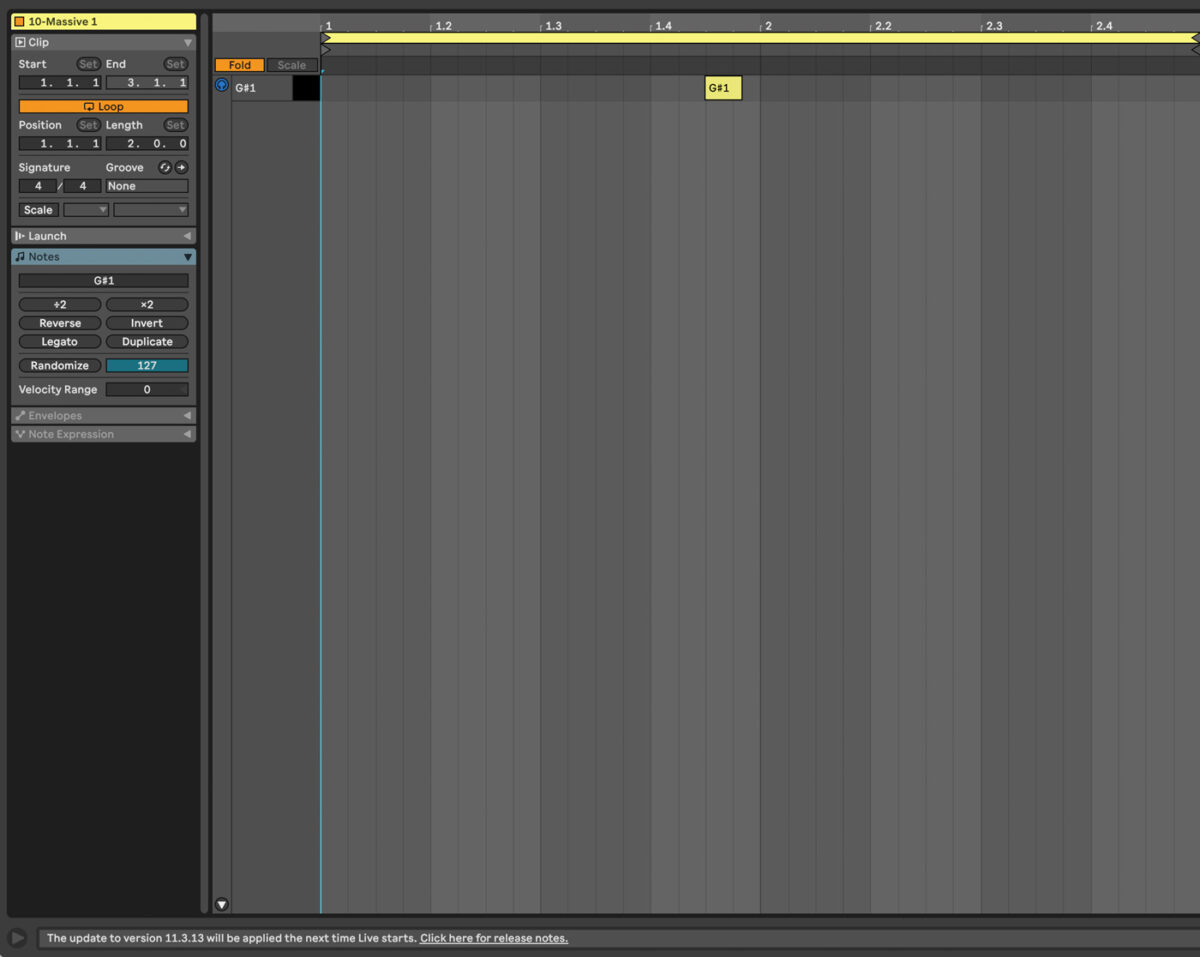 10-Massive 1
Clip
Start Set End Set
1. 1. 1 3. 1. 1
Loop
Position Set Length Set
1. 1. 1 2. 0. 0
Signature Groove
4 / 4 None
Scale
Launch
Notes
G#1
÷2 ×2
Reverse Invert
Legato Duplicate
Randomize 127
Velocity Range 0
Envelopes
Note Expression
1 1.2 1.3 1.4 2 2.2 2.3 2.4
Fold Scale
G#1 G#1
The update to version 11.3.13 will be applied the next time Live starts. Click here for release notes.